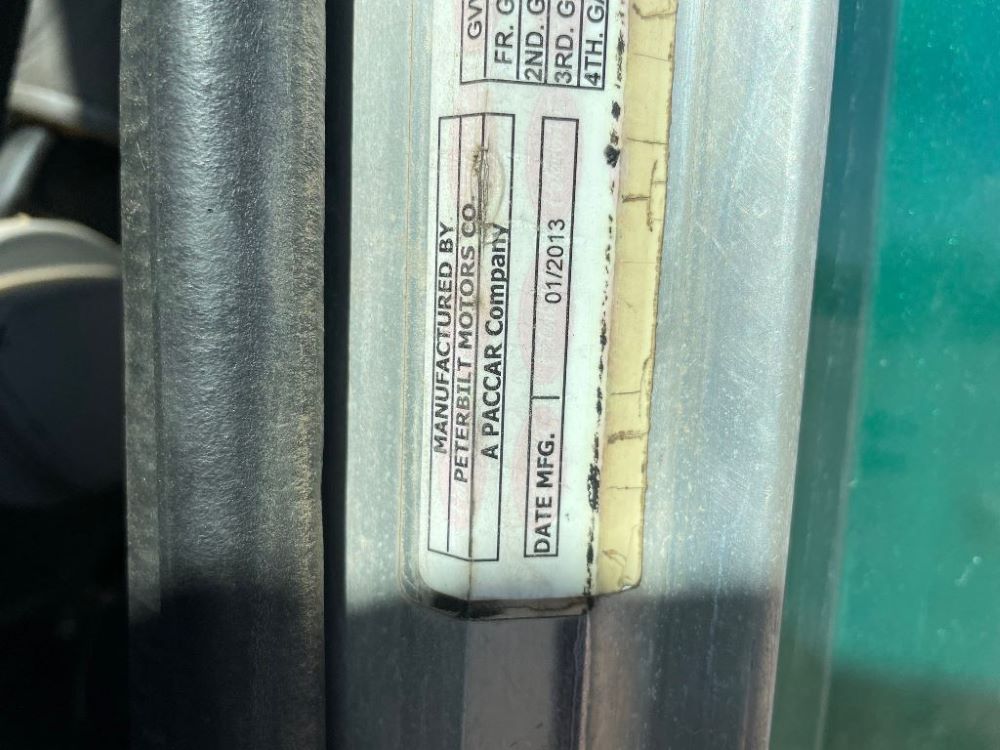 MANUFACTURED BY
PETERBILT MOTORS CO.
A PACCAR Company
DATE MFG. 01/2013
FR.
2ND.
3RD.
4TH.